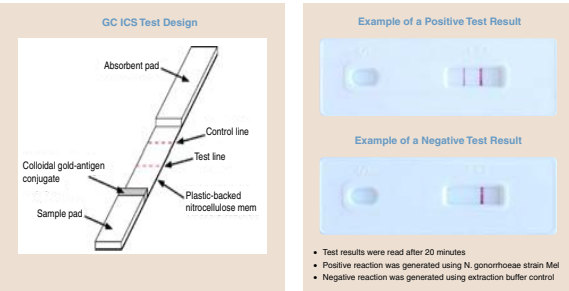 GC ICS Test Design
Absorbent pad
Control line
Test line
Colloidal gold-antigen
conjugate
Plastic-backed
nitrocellulose mem
Sample pad
Example of a Positive Test Result
Example of a Negative Test Result
• Test results were read after 20 minutes
• Positive reaction was generated using N. gonorrhoeae strain Mel
• Negative reaction was generated using extraction buffer control